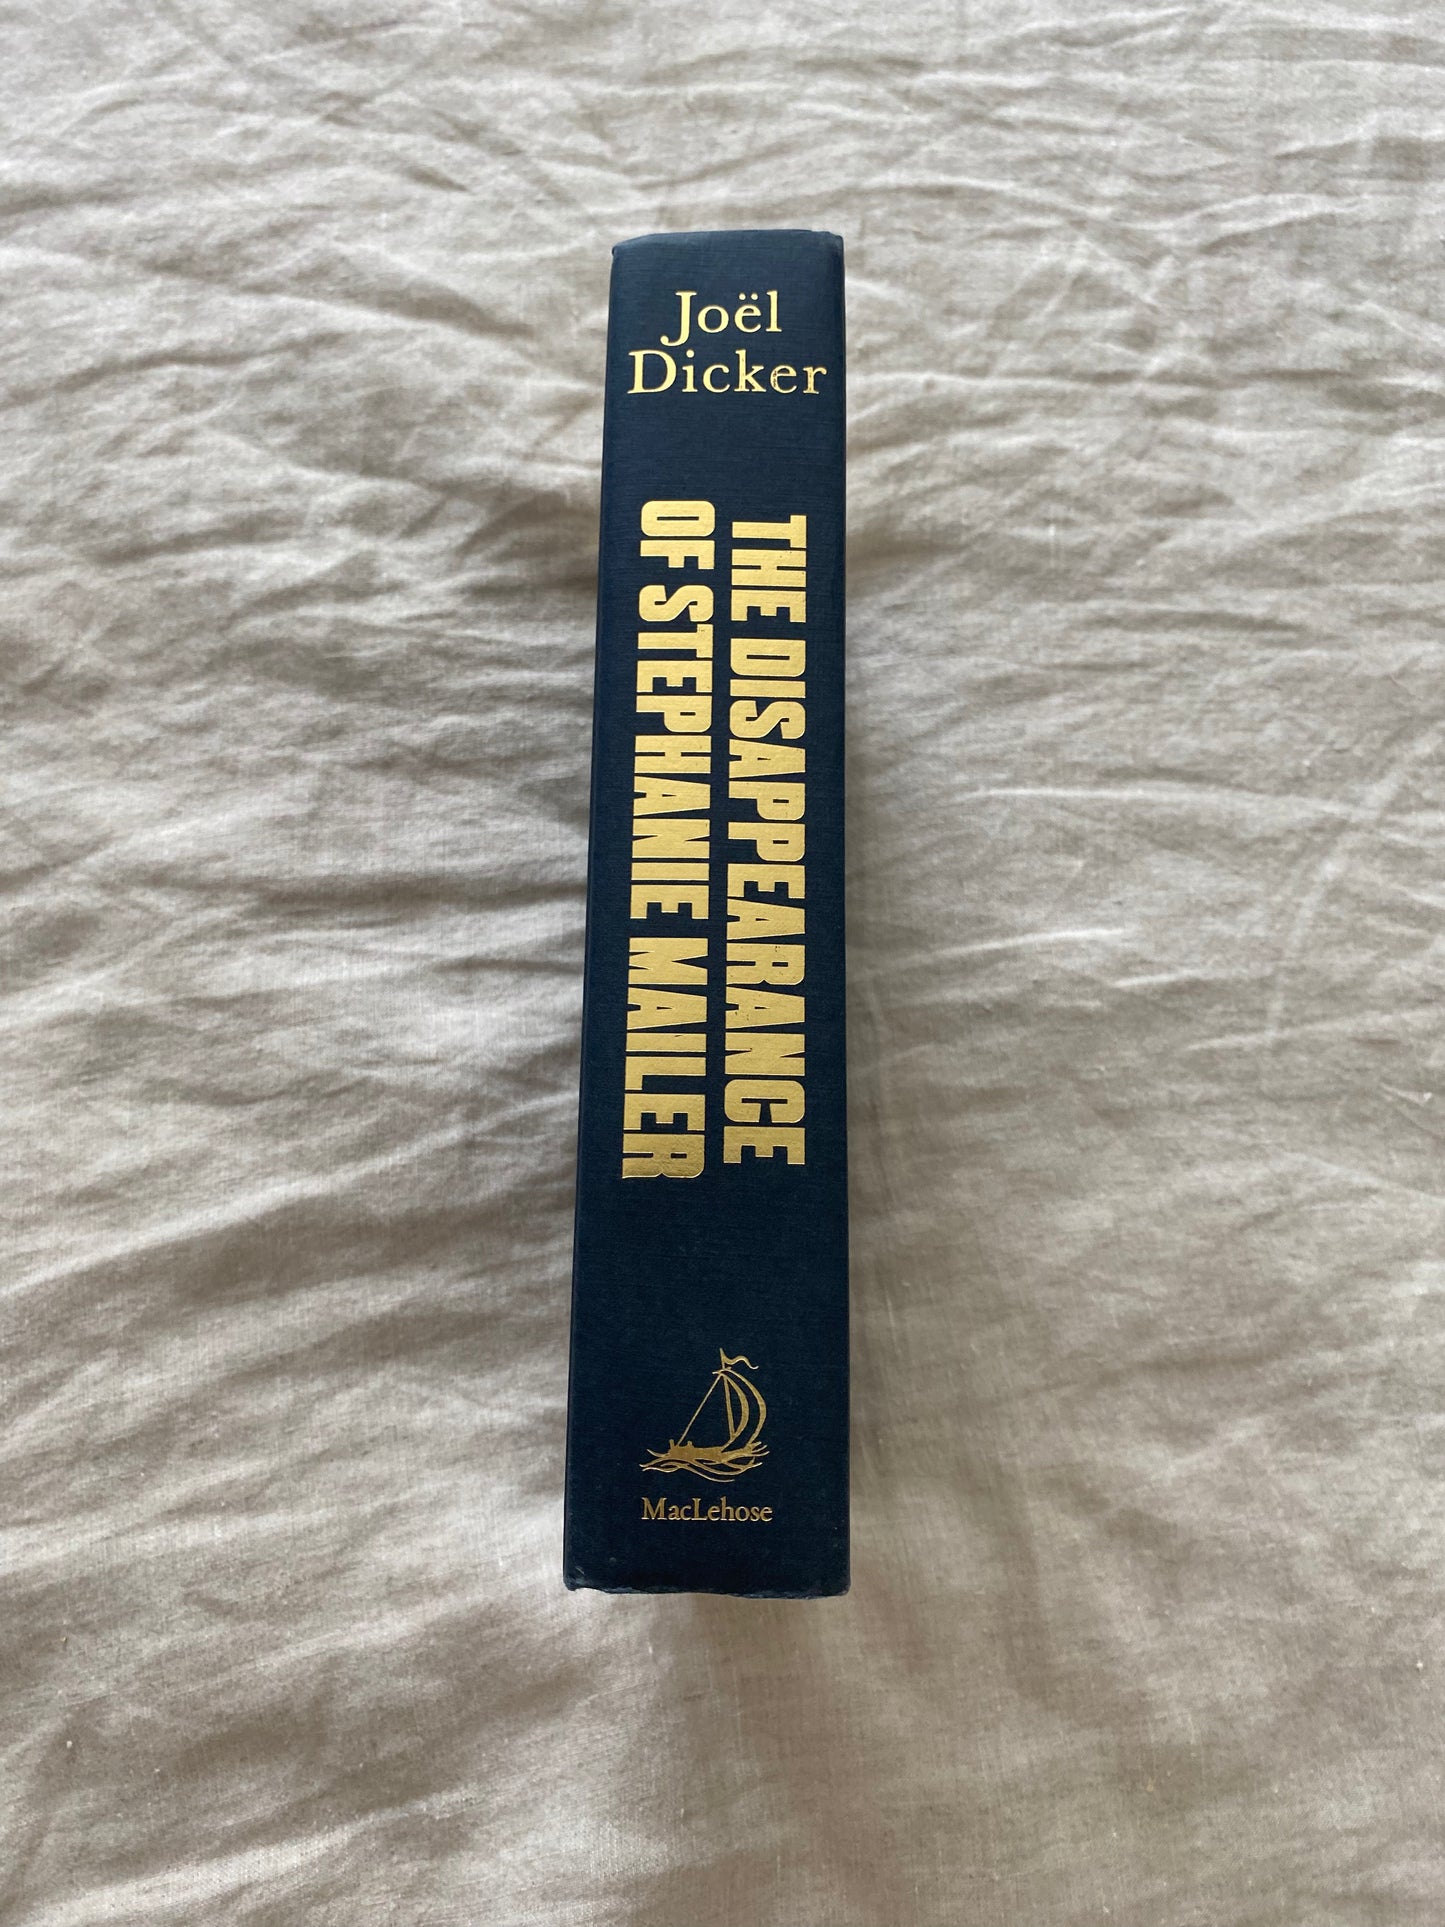 Joël
Dicker
THE DISAPPEARANCE
OF STEPHANIE MAILER
MacLehose